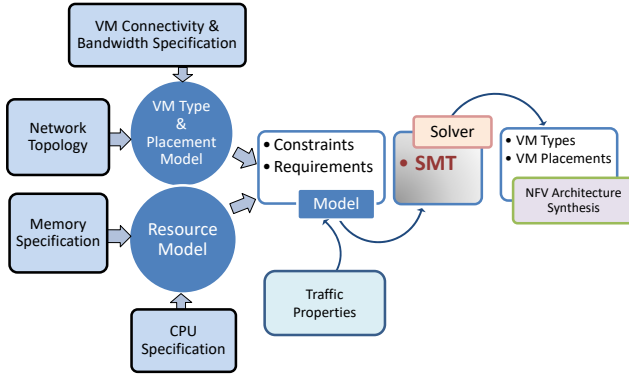 VM Connectivity &
Bandwidth Specification
Network
Topology
VM Type
&
Placement
Model
Memory
Specification
Resource
Model
CPU
Specification
• Constraints
• Requirements
Model
Traffic
Properties
Solver
• SMT
• VM Types
• VM Placements
NFV Architecture
Synthesis